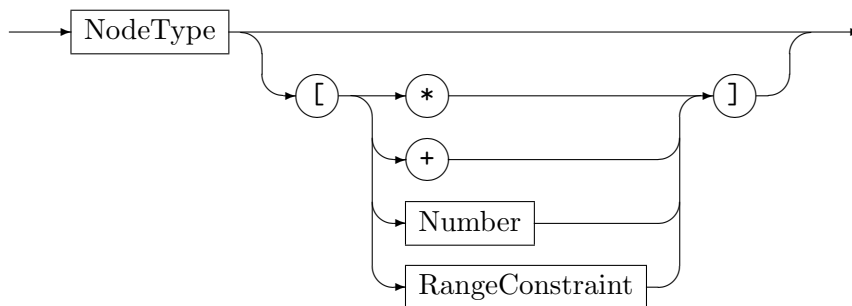 NodeType
[ * ]
+
Number
RangeConstraint